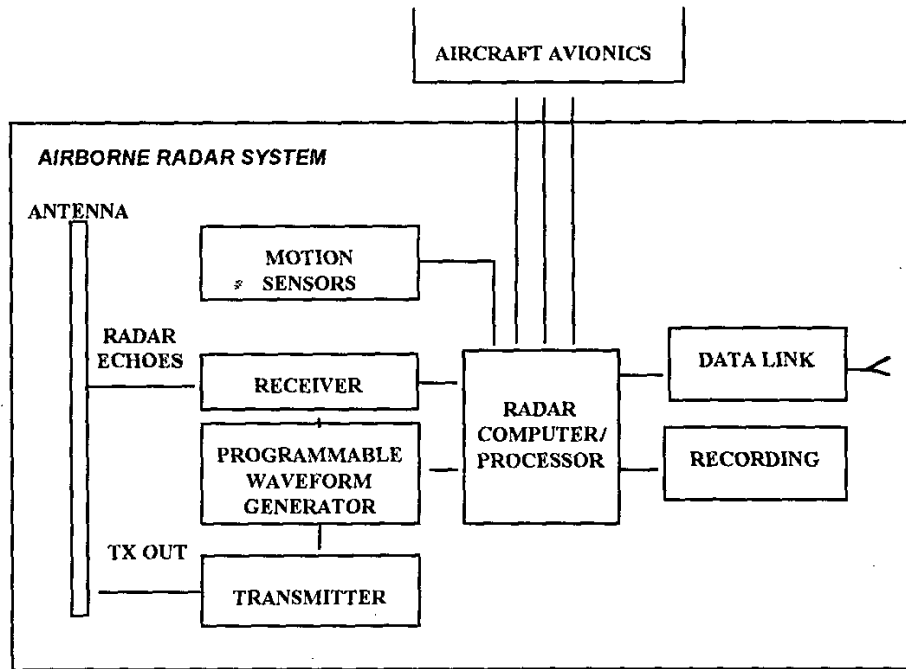 AIRCRAFT AVIONICS
AIRBORNE RADAR SYSTEM
ANTENNA
MOTION
SENSORS
RADAR
ECHOES
RECEIVER
PROGRAMMABLE
WAVEFORM
GENERATOR
TX OUT
TRANSMITTER
RADAR
COMPUTER/
PROCESSOR
DATA LINK
RECORDING